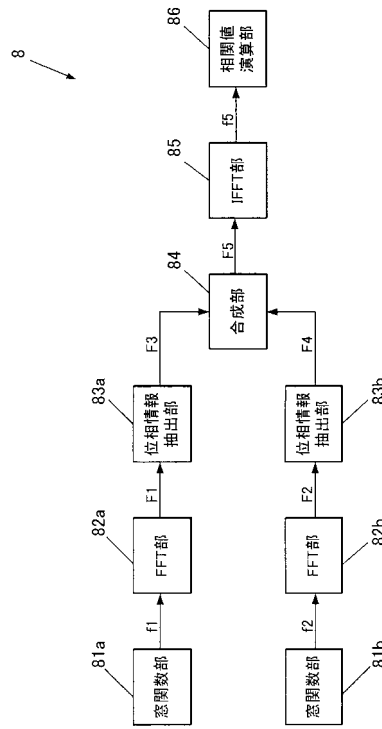 8
81a
窓関数部
f1
82a
FFT部
F1
83a
位相情報
抽出部
F3
81b
窓関数部
f2
82b
FFT部
F2
83b
位相情報
抽出部
F4
84
合成部
F5
85
IFFT部
f5
86
相関値
演算部